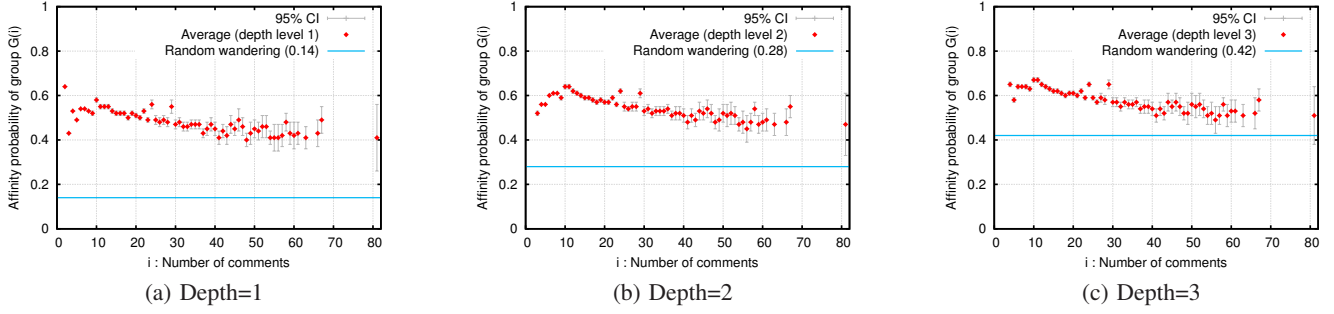 1
0.8
0.6
0.4
0.2
0
0 10 20 30 40 50 60 70 80
Affinity probability of group G(i)
i : Number of comments
95% CI
Average (depth level 1)
Random wandering (0.14)
(a) Depth=1
1
0.8
0.6
0.4
0.2
0
0 10 20 30 40 50 60 70 80
Affinity probability of group G(i)
i : Number of comments
95% CI
Average (depth level 2)
Random wandering (0.28)
(b) Depth=2
1
0.8
0.6
0.4
0.2
0
0 10 20 30 40 50 60 70 80
Affinity probability of group G(i)
i : Number of comments
95% CI
Average (depth level 3)
Random wandering (0.42)
(c) Depth=3